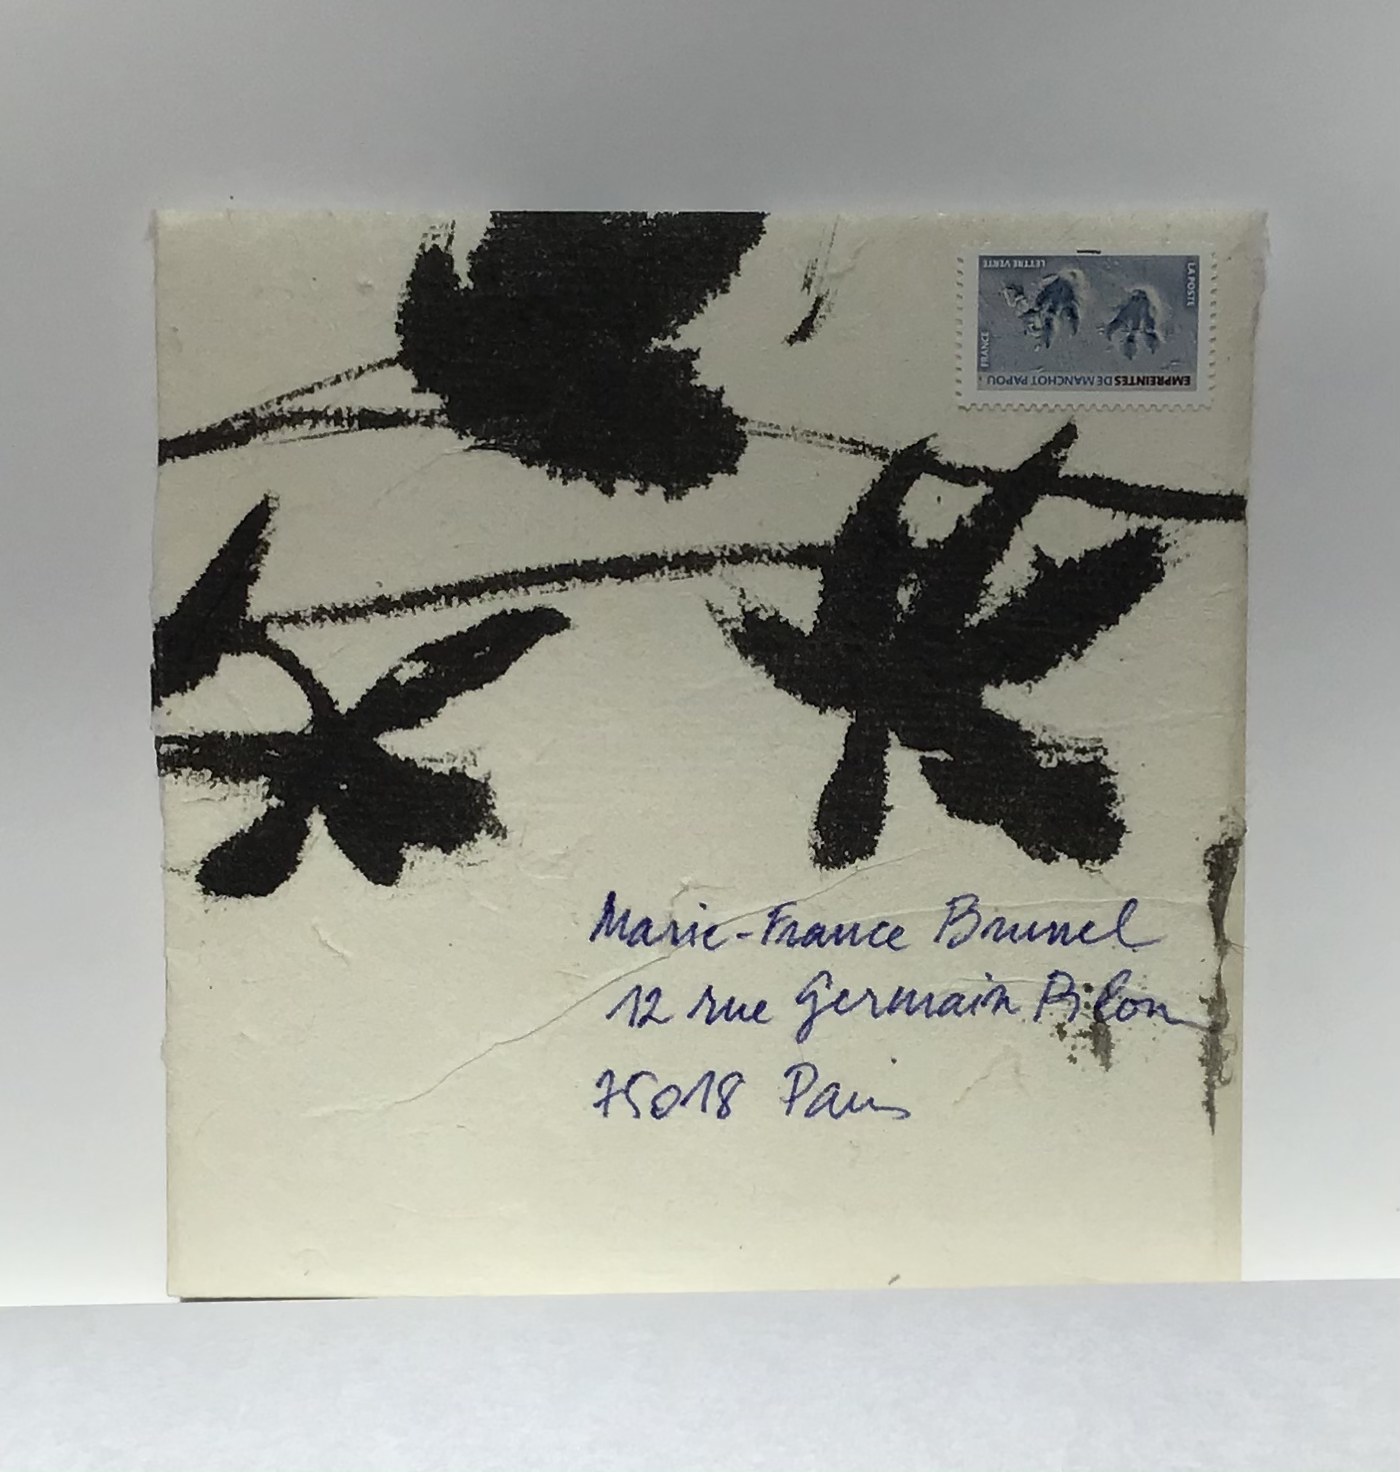 LETTRE VERTE
LA POSTE
FRANCE
EMPREINTES DE MANCHOT PAPOU
Marie-France Brunel
12 rue Germain Pilon
75018 Paris